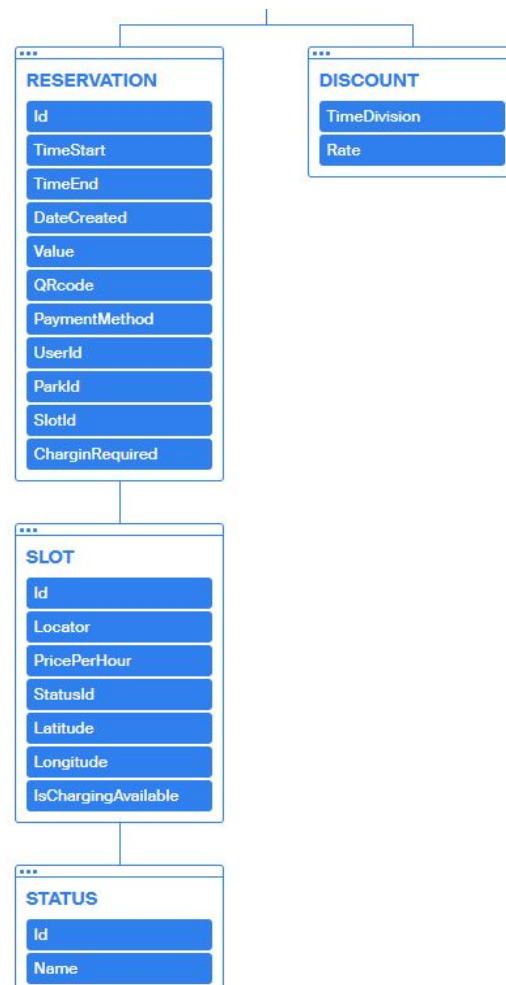 RESERVATION
Id
TimeStart
TimeEnd
DateCreated
Value
QRcode
PaymentMethod
UserId
ParkId
SlotId
CharginRequired
DISCOUNT
TimeDivision
Rate
SLOT
Id
Locator
PricePerHour
StatusId
Latitude
Longitude
IsChargingAvailable
STATUS
Id
Name